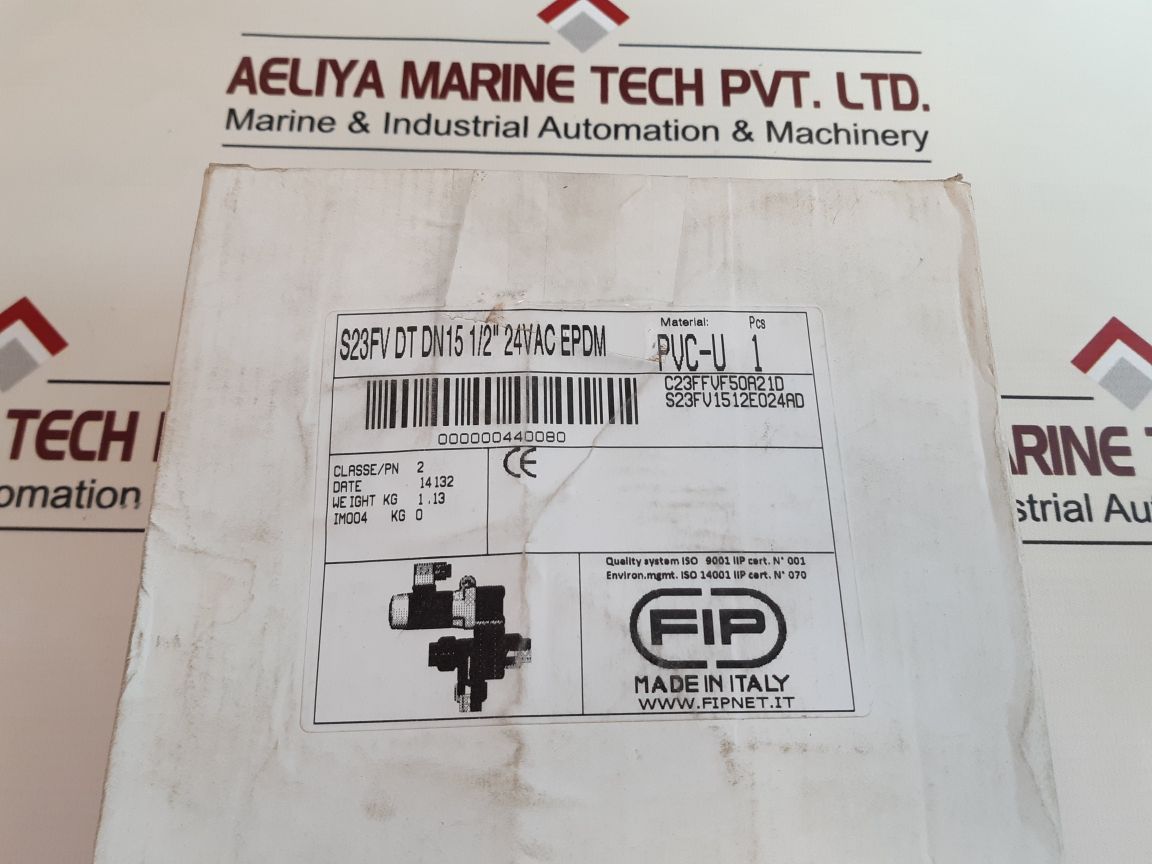 AELIYA MARINE TECH PVT. LTD.
Marine & Industrial Automation & Machinery
S23FV DT DN15 1/2" 24VAC EPDM
Material: Pcs
PVC-U 1
C23FFVF50A21D
S23FV1512E024AD
000000440080
CE
CLASSE/PN 2
DATE 14132
WEIGHT KG 1.13
IM004 KG 0
Quality system ISO 9001 IIP cert. N° 001
Environ.mgmt. ISO 14001 IIP cert. N° 070
FIP
MADE IN ITALY
WWW.FIPNET.IT
TECH
omation
ARINE
strial Au